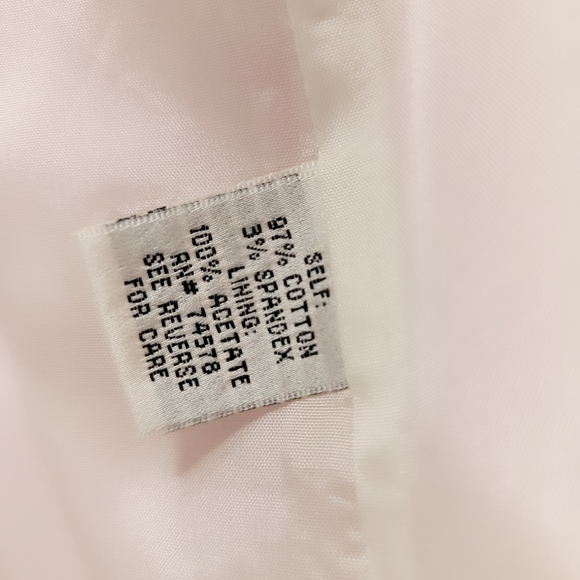 SELF:
97% COTTON
3% SPANDEX
LINING:
100% ACETATE
RN# 74578
SEE REVERSE
FOR CARE